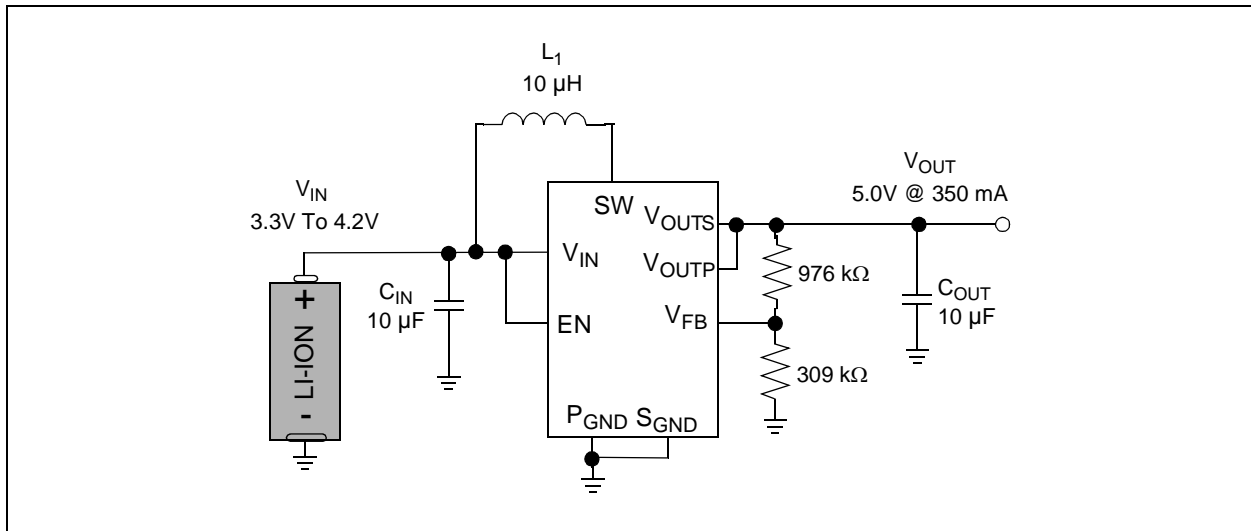 L1
10 µH
VIN
3.3V To 4.2V
+
LI-ION
-
CIN
10 µF
SW
VIN
EN
VOUTS
VOUTP
VFB
PGND SGND
976 kΩ
309 kΩ
VOUT
5.0V @ 350 mA
COUT
10 µF